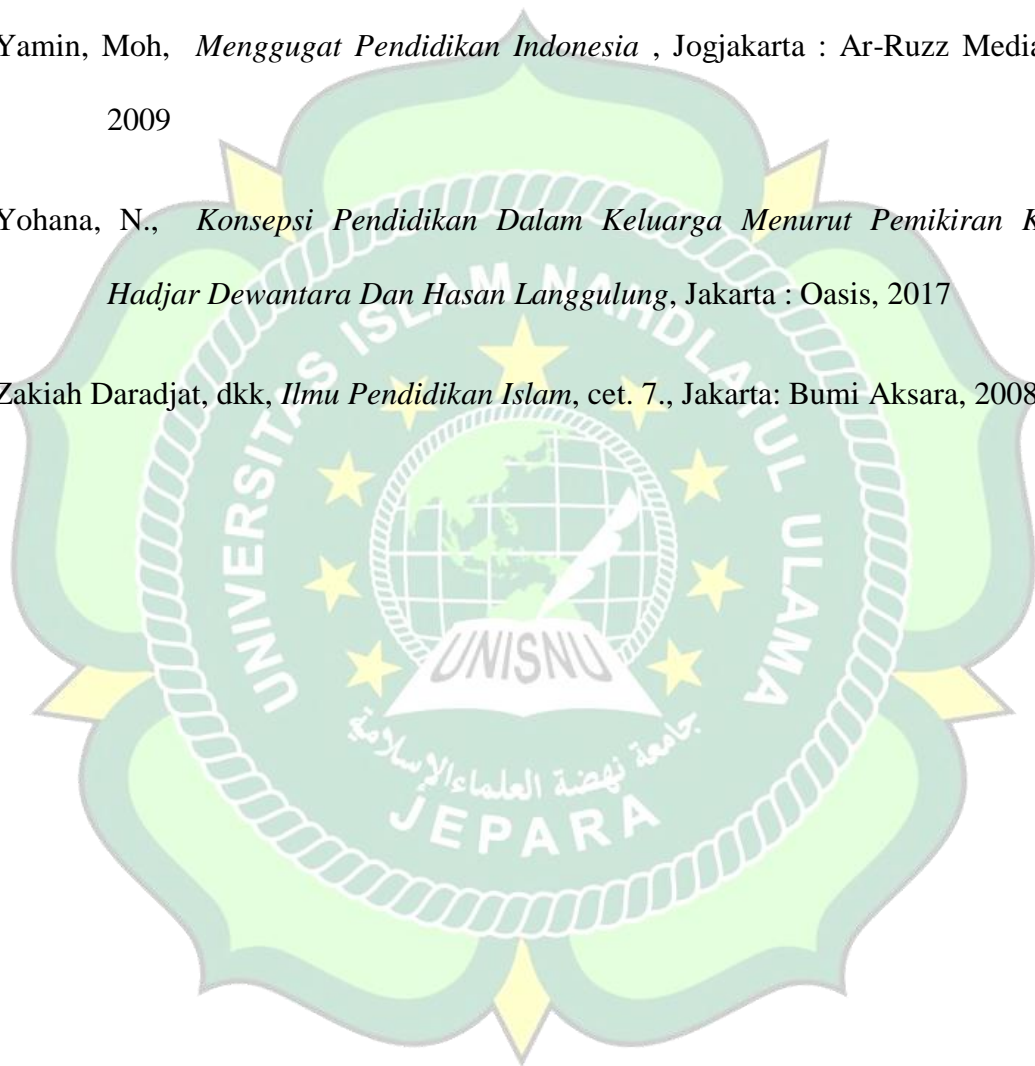 Yamin, Moh, Menggugat Pendidikan Indonesia , Jogjakarta : Ar-Ruzz Media
2009
Yohana, N., Konsepsi Pendidikan Dalam Keluarga Menurut Pemikiran K
Hadjar Dewantara Dan Hasan Langgulung, Jakarta : Oasis, 2017
Zakiah Daradjat, dkk, Ilmu Pendidikan Islam, cet. 7., Jakarta: Bumi Aksara, 2008
UNIVERSITAS ISLAM NAHDLATUL ULAMA
UNISNU
جامعة نهضة العلماء الإسلامية
JEPARA